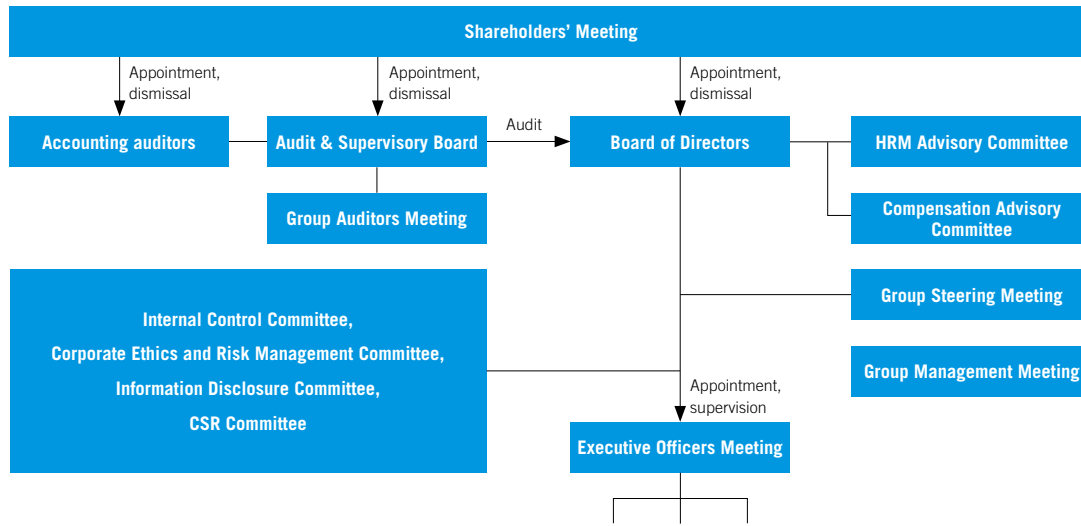 Shareholders’ Meeting
Appointment,
dismissal
Appointment,
dismissal
Appointment,
dismissal
Accounting auditors
Audit & Supervisory Board
Audit
Board of Directors
HRM Advisory Committee
Group Auditors Meeting
Compensation Advisory
Committee
Internal Control Committee,
Corporate Ethics and Risk Management Committee,
Information Disclosure Committee,
CSR Committee
Group Steering Meeting
Group Management Meeting
Appointment,
supervision
Executive Officers Meeting